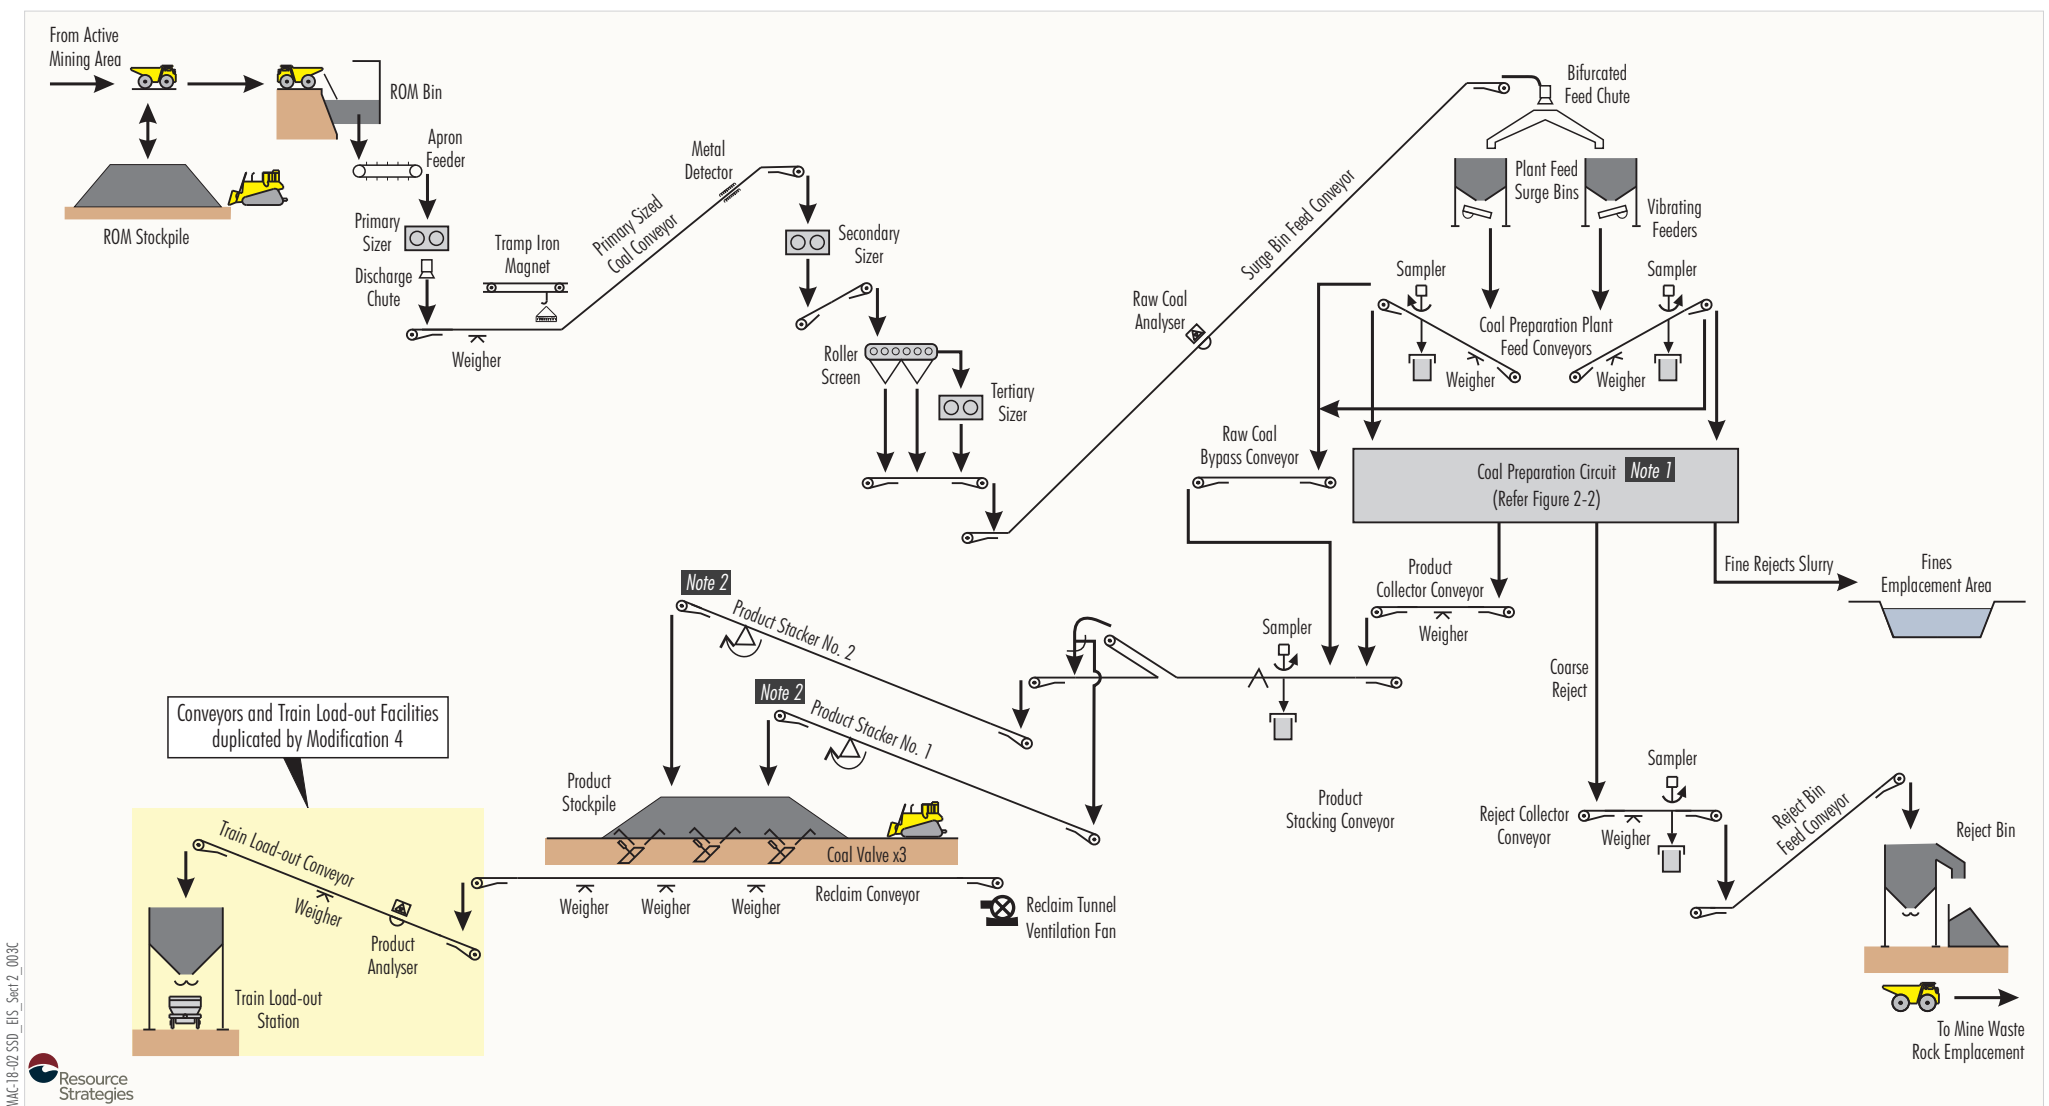 From Active
Mining Area
ROM Bin
Apron
Feeder
ROM Stockpile
Primary
Sizer
Discharge
Chute
Tramp Iron
Magnet
Weigher
Primary Sized
Coal Conveyor
Metal
Detector
Secondary
Sizer
Roller
Screen
Tertiary
Sizer
Raw Coal
Analyser
Surge Bin Feed Conveyor
Bifurcated
Feed Chute
Plant Feed
Surge Bins
Vibrating
Feeders
Sampler
Sampler
Coal Preparation Plant
Feed Conveyors
Weigher
Weigher
Raw Coal
Bypass Conveyor
Coal Preparation Circuit
Note 1
(Refer Figure 2-2)
Fine Rejects Slurry
Fines
Emplacement Area
Product
Collector Conveyor
Weigher
Sampler
Coarse
Reject
Note 2
Product Stacker No. 2
Note 2
Product Stacker No. 1
Product
Stacking Conveyor
Conveyors and Train Load-out Facilities
duplicated by Modification 4
Product
Stockpile
Coal Valve x3
Weigher
Weigher
Weigher
Reclaim Conveyor
Reclaim Tunnel
Ventilation Fan
Train Load-out Conveyor
Weigher
Product
Analyser
Train Load-out
Station
Sampler
Reject Collector
Conveyor
Weigher
Reject Bin
Feed Conveyor
Reject Bin
To Mine Waste
Rock Emplacement
MAC-18-02 SSD_EIS_Sect 2_003C
Resource
Strategies